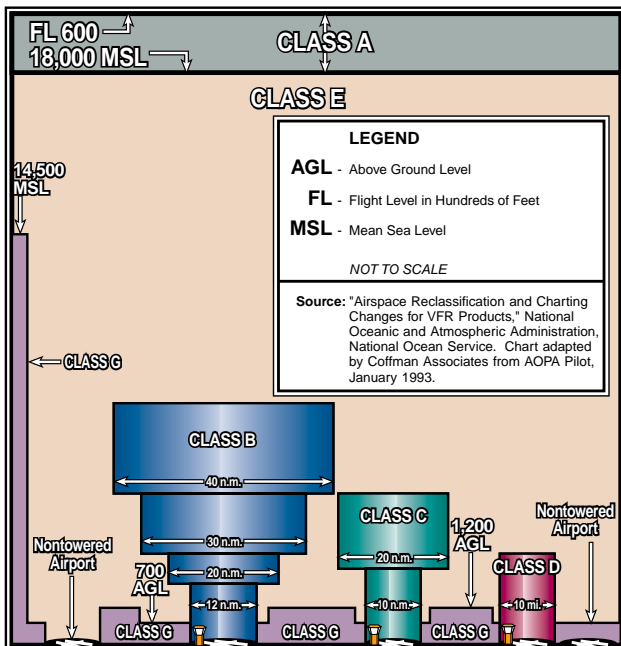 FL 600
18,000 MSL
CLASS A
CLASS E
14,500
MSL
LEGEND
AGL - Above Ground Level
FL - Flight Level in Hundreds of Feet
MSL - Mean Sea Level
NOT TO SCALE
Source: "Airspace Reclassification and Charting
Changes for VFR Products," National
Oceanic and Atmospheric Administration,
National Ocean Service. Chart adapted
by Coffman Associates from AOPA Pilot,
January 1993.
CLASS G
CLASS B
40 n.m.
30 n.m.
20 n.m.
12 n.m.
CLASS C
20 n.m.
10 n.m.
CLASS D
10 mi.
Nontowered
Airport
700
AGL
1,200
AGL
Nontowered
Airport
CLASS G
CLASS G
CLASS G